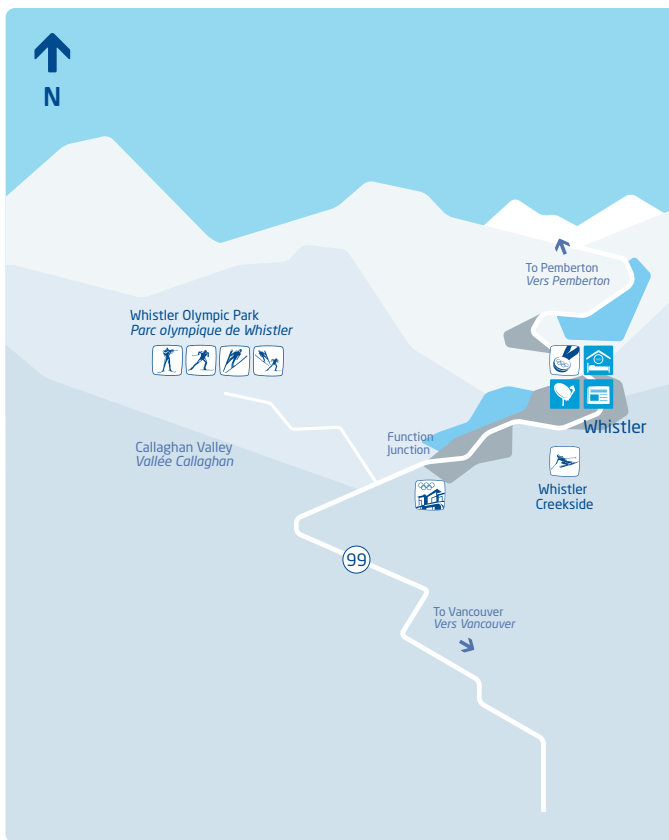 N
To Pemberton
Vers Pemberton
Whistler Olympic Park
Parc olympique de Whistler
Whistler
Function
Junction
Callaghan Valley
Vallée Callaghan
Whistler
Creekside
99
To Vancouver
Vers Vancouver